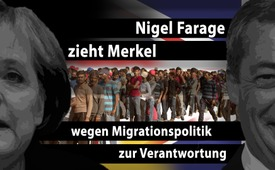 Nigel Farage
zieht Merkel
wegen Migrationspolitik
zur Verantwortung